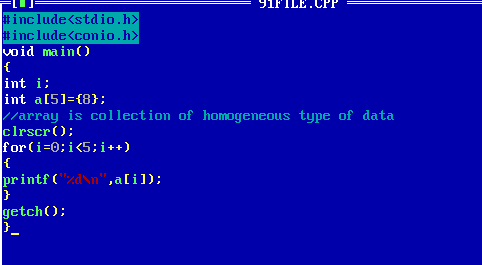 [■] 91FILE.CPP
#include<stdio.h>
#include<conio.h>
void main()
{
int i;
int a[5]={8};
//array is collection of homogeneous type of data
clrscr();
for(i=0;i<5;i++)
{
printf("%d\n",a[i]);
}
getch();
}